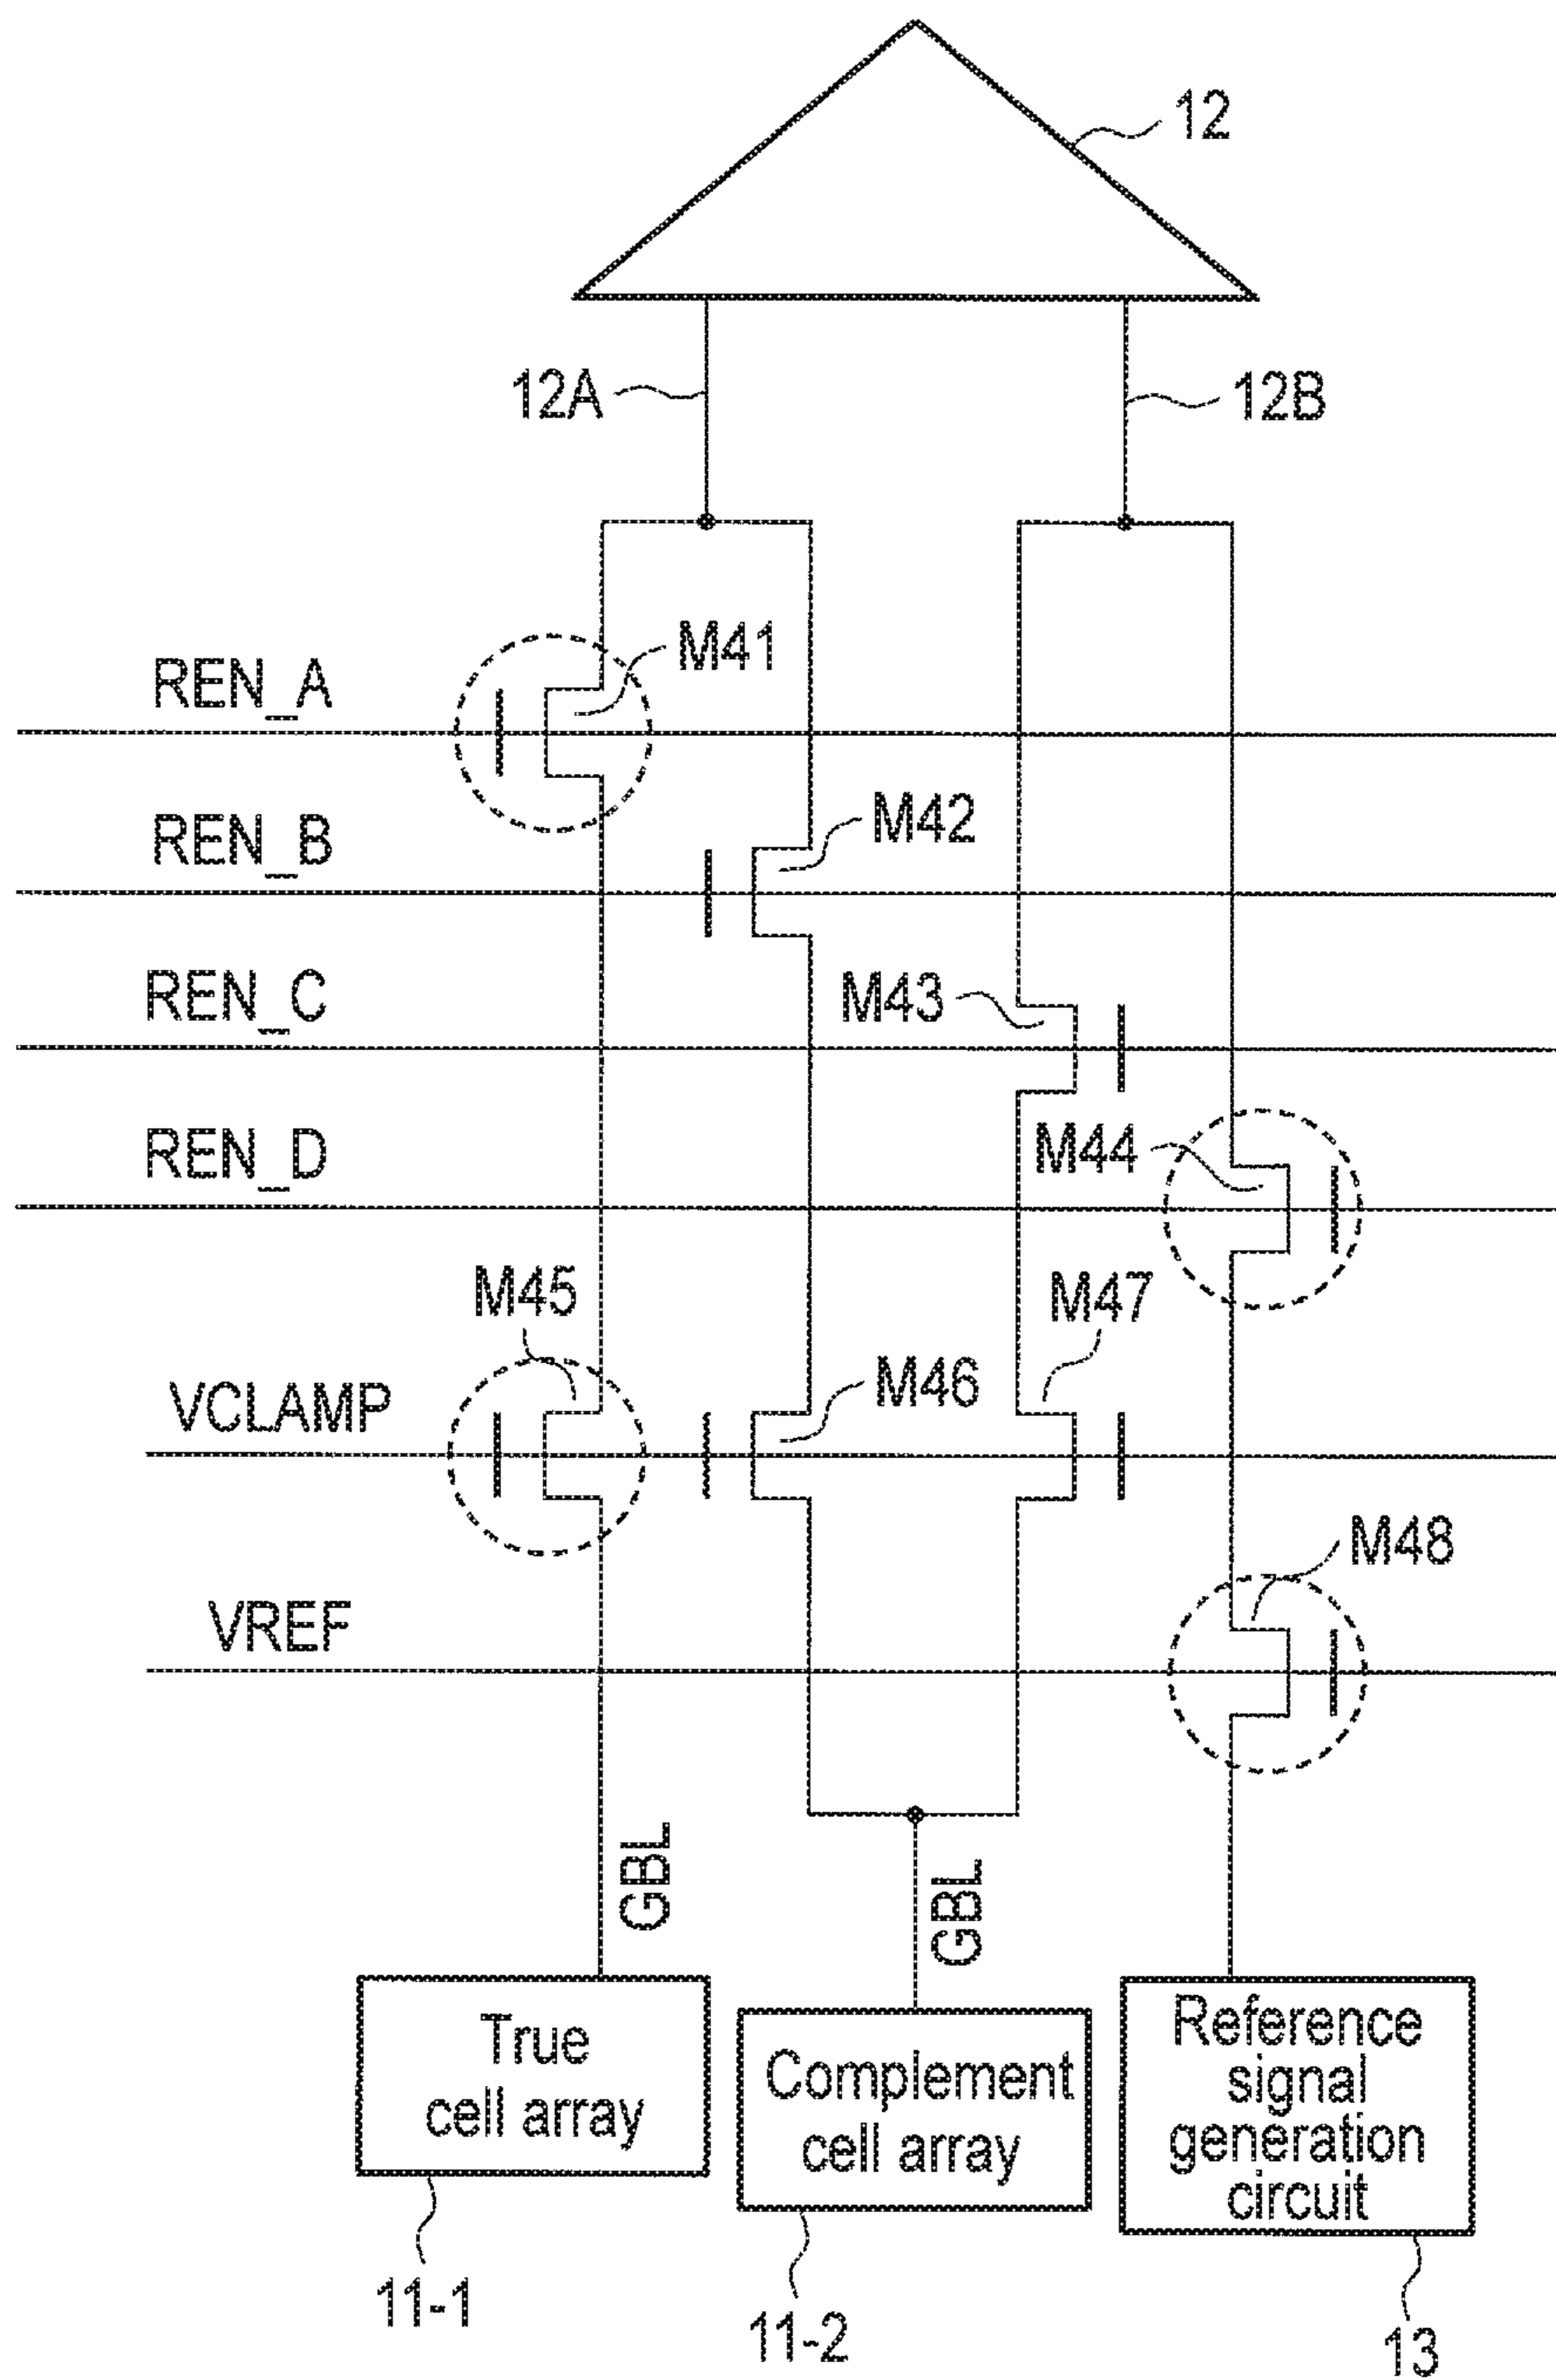 12
12A
12B
M41
REN_A
M42
REN_B
M43
REN_C
M44
REN_D
M45
M47
M46
VCLAMP
M48
VREF
GBL
GBL
True
cell array
Complement
cell array
Reference
signal
generation
circuit
11-1
11-2
13